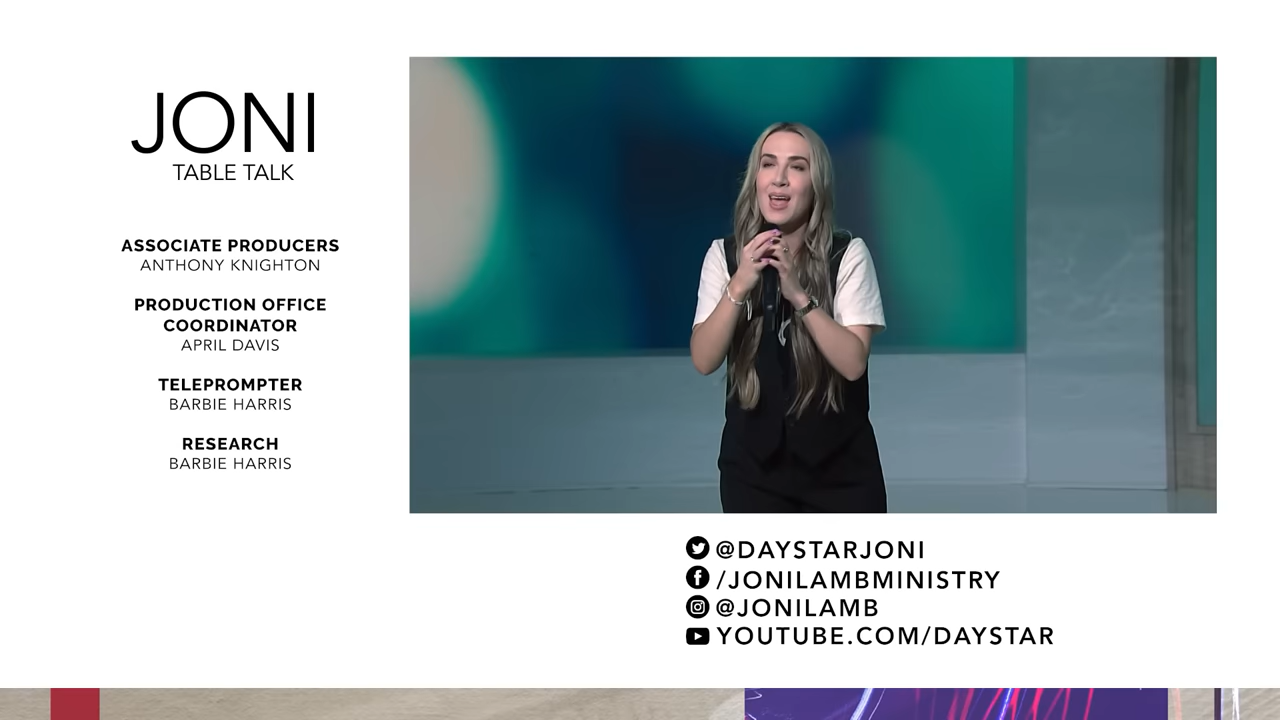 JONI
TABLE TALK
ASSOCIATE PRODUCERS
ANTHONY KNIGHTON
PRODUCTION OFFICE
COORDINATOR
APRIL DAVIS
TELEPROMPTER
BARBIE HARRIS
RESEARCH
BARBIE HARRIS
@DAYSTARJONI
/JONILAMBMINISTRY
@JONILAMB
YOUTUBE.COM/DAYSTAR